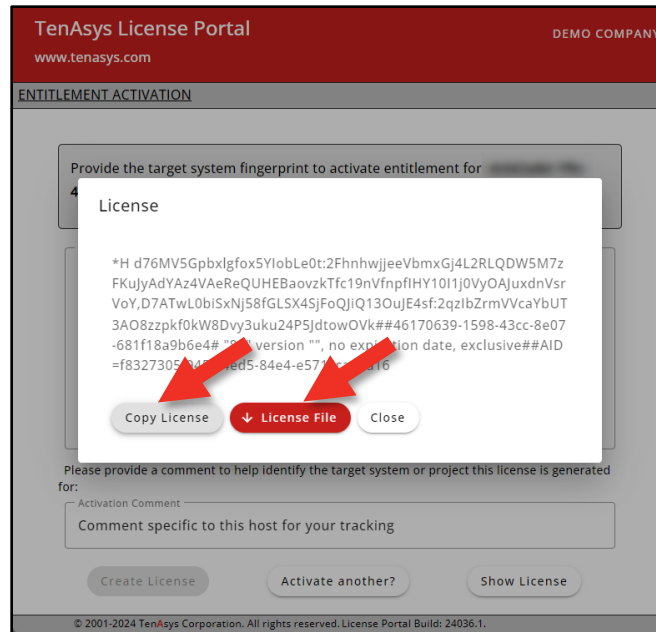 TenAsys License Portal
DEMO COMPANY
www.tenasys.com
ENTITLEMENT ACTIVATION
Provide the target system fingerprint to activate entitlement for
4
License
*H d76MV5Gpbxlgfox5YIobLe0t:2FhnhwjjeeVbmxGj4L2RLQDW5M7z
FKuJyAdYAz4VAeReQUHEBaovzkTfc19nVfnpfIHY10I1j0VyOAJuxdnVsr
VoY,D7ATwL0biSxNj58fGLSX4SjFoQJiQ13OuJE4sf:2qzIbZrmVVcaYbUT
3AO8zzpkf0kW8Dvy3uku24P5JdtowOVk##46170639-1598-43cc-8e07
-681f18a9b6e4# version "", no date, exclusive##AID
Copy License
License File
Close
Please provide a comment to help identify the target system or project this license is generated
for:
Activation Comment
Comment specific to this host for your tracking
Create License
Activate another?
Show License
© 2001-2024 TenAsys Corporation. All rights reserved. License Portal Build: 24036.1.